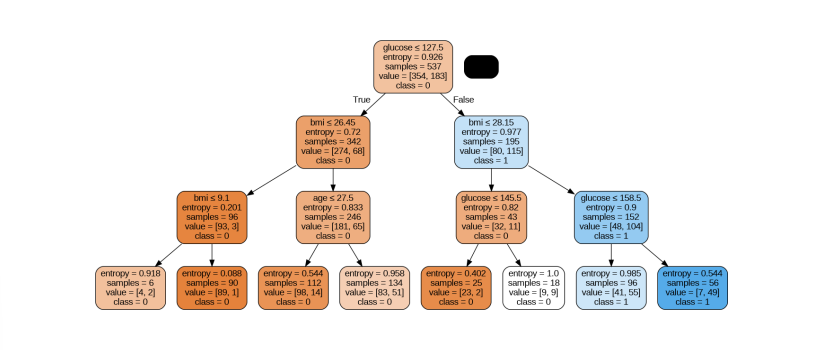 glucose ≤ 127.5
entropy = 0.926
samples = 537
value = [354, 183]
class = 0
True
False
bmi ≤ 26.45
entropy = 0.72
samples = 342
value = [274, 68]
class = 0
bmi ≤ 28.15
entropy = 0.977
samples = 195
value = [80, 115]
class = 1
bmi ≤ 9.1
entropy = 0.201
samples = 96
value = [93, 3]
class = 0
age ≤ 27.5
entropy = 0.833
samples = 246
value = [181, 65]
class = 0
glucose ≤ 145.5
entropy = 0.82
samples = 43
value = [32, 11]
class = 0
glucose ≤ 158.5
entropy = 0.9
samples = 152
value = [48, 104]
class = 1
entropy = 0.918
samples = 6
value = [4, 2]
class = 0
entropy = 0.088
samples = 90
value = [89, 1]
class = 0
entropy = 0.544
samples = 112
value = [98, 14]
class = 0
entropy = 0.958
samples = 134
value = [83, 51]
class = 0
entropy = 0.402
samples = 25
value = [23, 2]
class = 0
entropy = 1.0
samples = 18
value = [9, 9]
class = 0
entropy = 0.985
samples = 96
value = [41, 55]
class = 1
entropy = 0.544
samples = 56
value = [7, 49]
class = 1